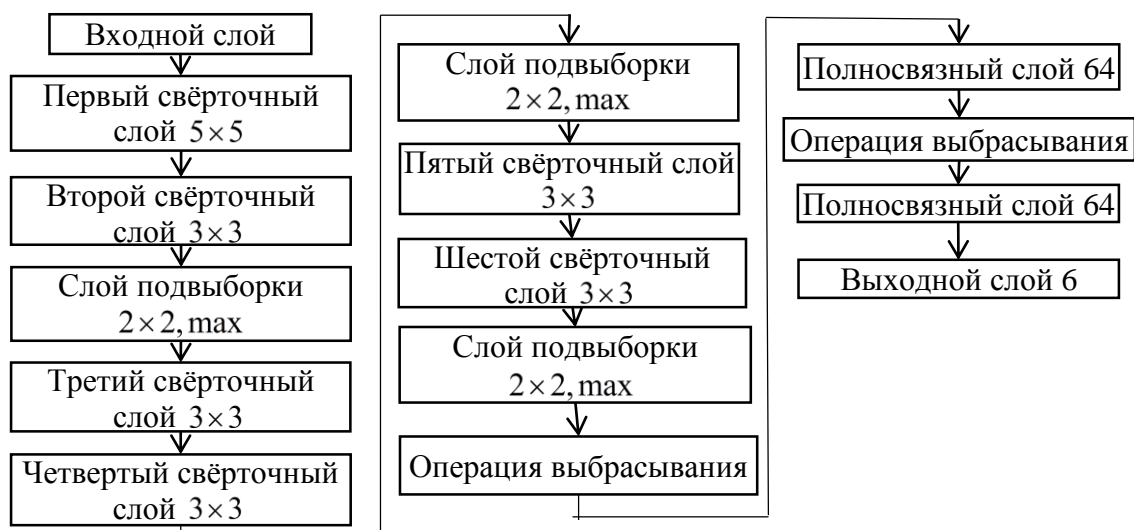 Входной слой
Первый свёрточный
слой 5×5
Второй свёрточный
слой 3×3
Слой подвыборки
2×2, max
Третий свёрточный
слой 3×3
Четвертый свёрточный
слой 3×3
Слой подвыборки
2×2, max
Пятый свёрточный слой
3×3
Шестой свёрточный
слой 3×3
Слой подвыборки
2×2, max
Операция выбрасывания
Полносвязный слой 64
Операция выбрасывания
Полносвязный слой 64
Выходной слой 6